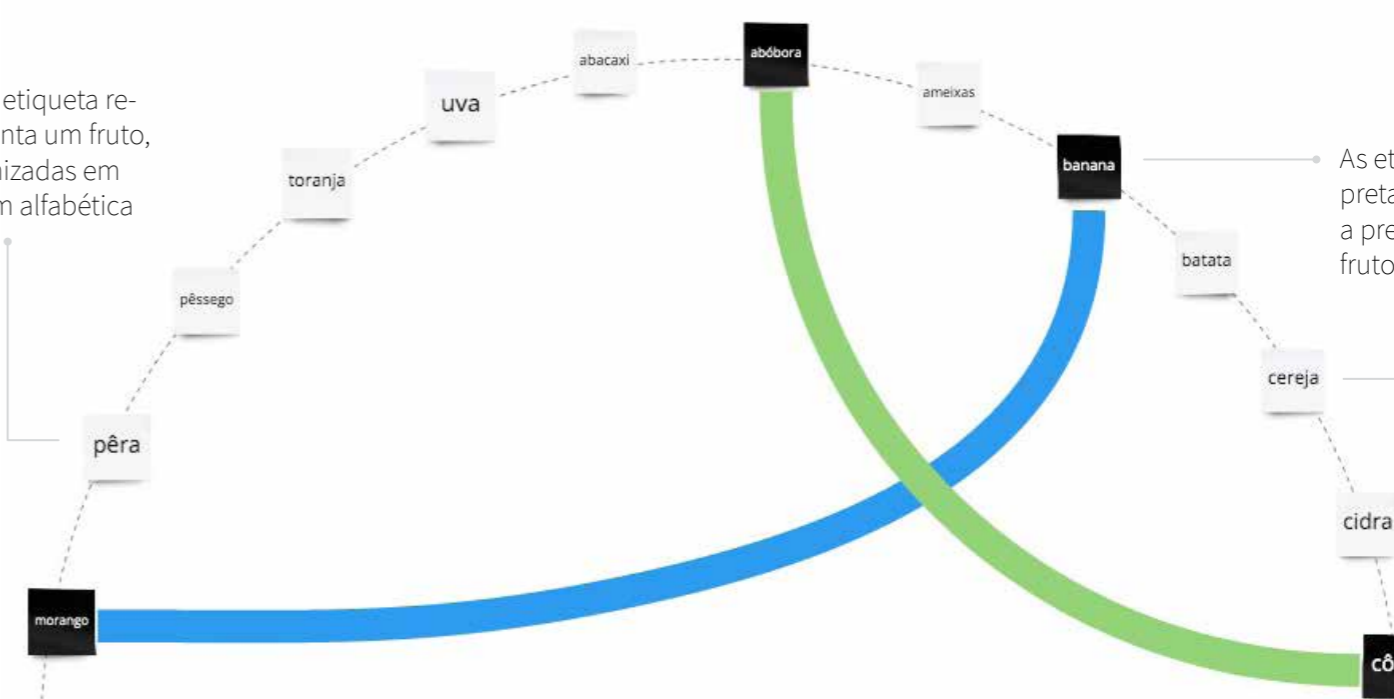 abacaxi
abóbora
ameixas
uva
banana
toranja
batata
pêssego
cereja
pêra
cidra
morango
cô
etiqueta re-
nta um fruto,
nizadas em
m alfabética
As et
preta
a pre
fruto